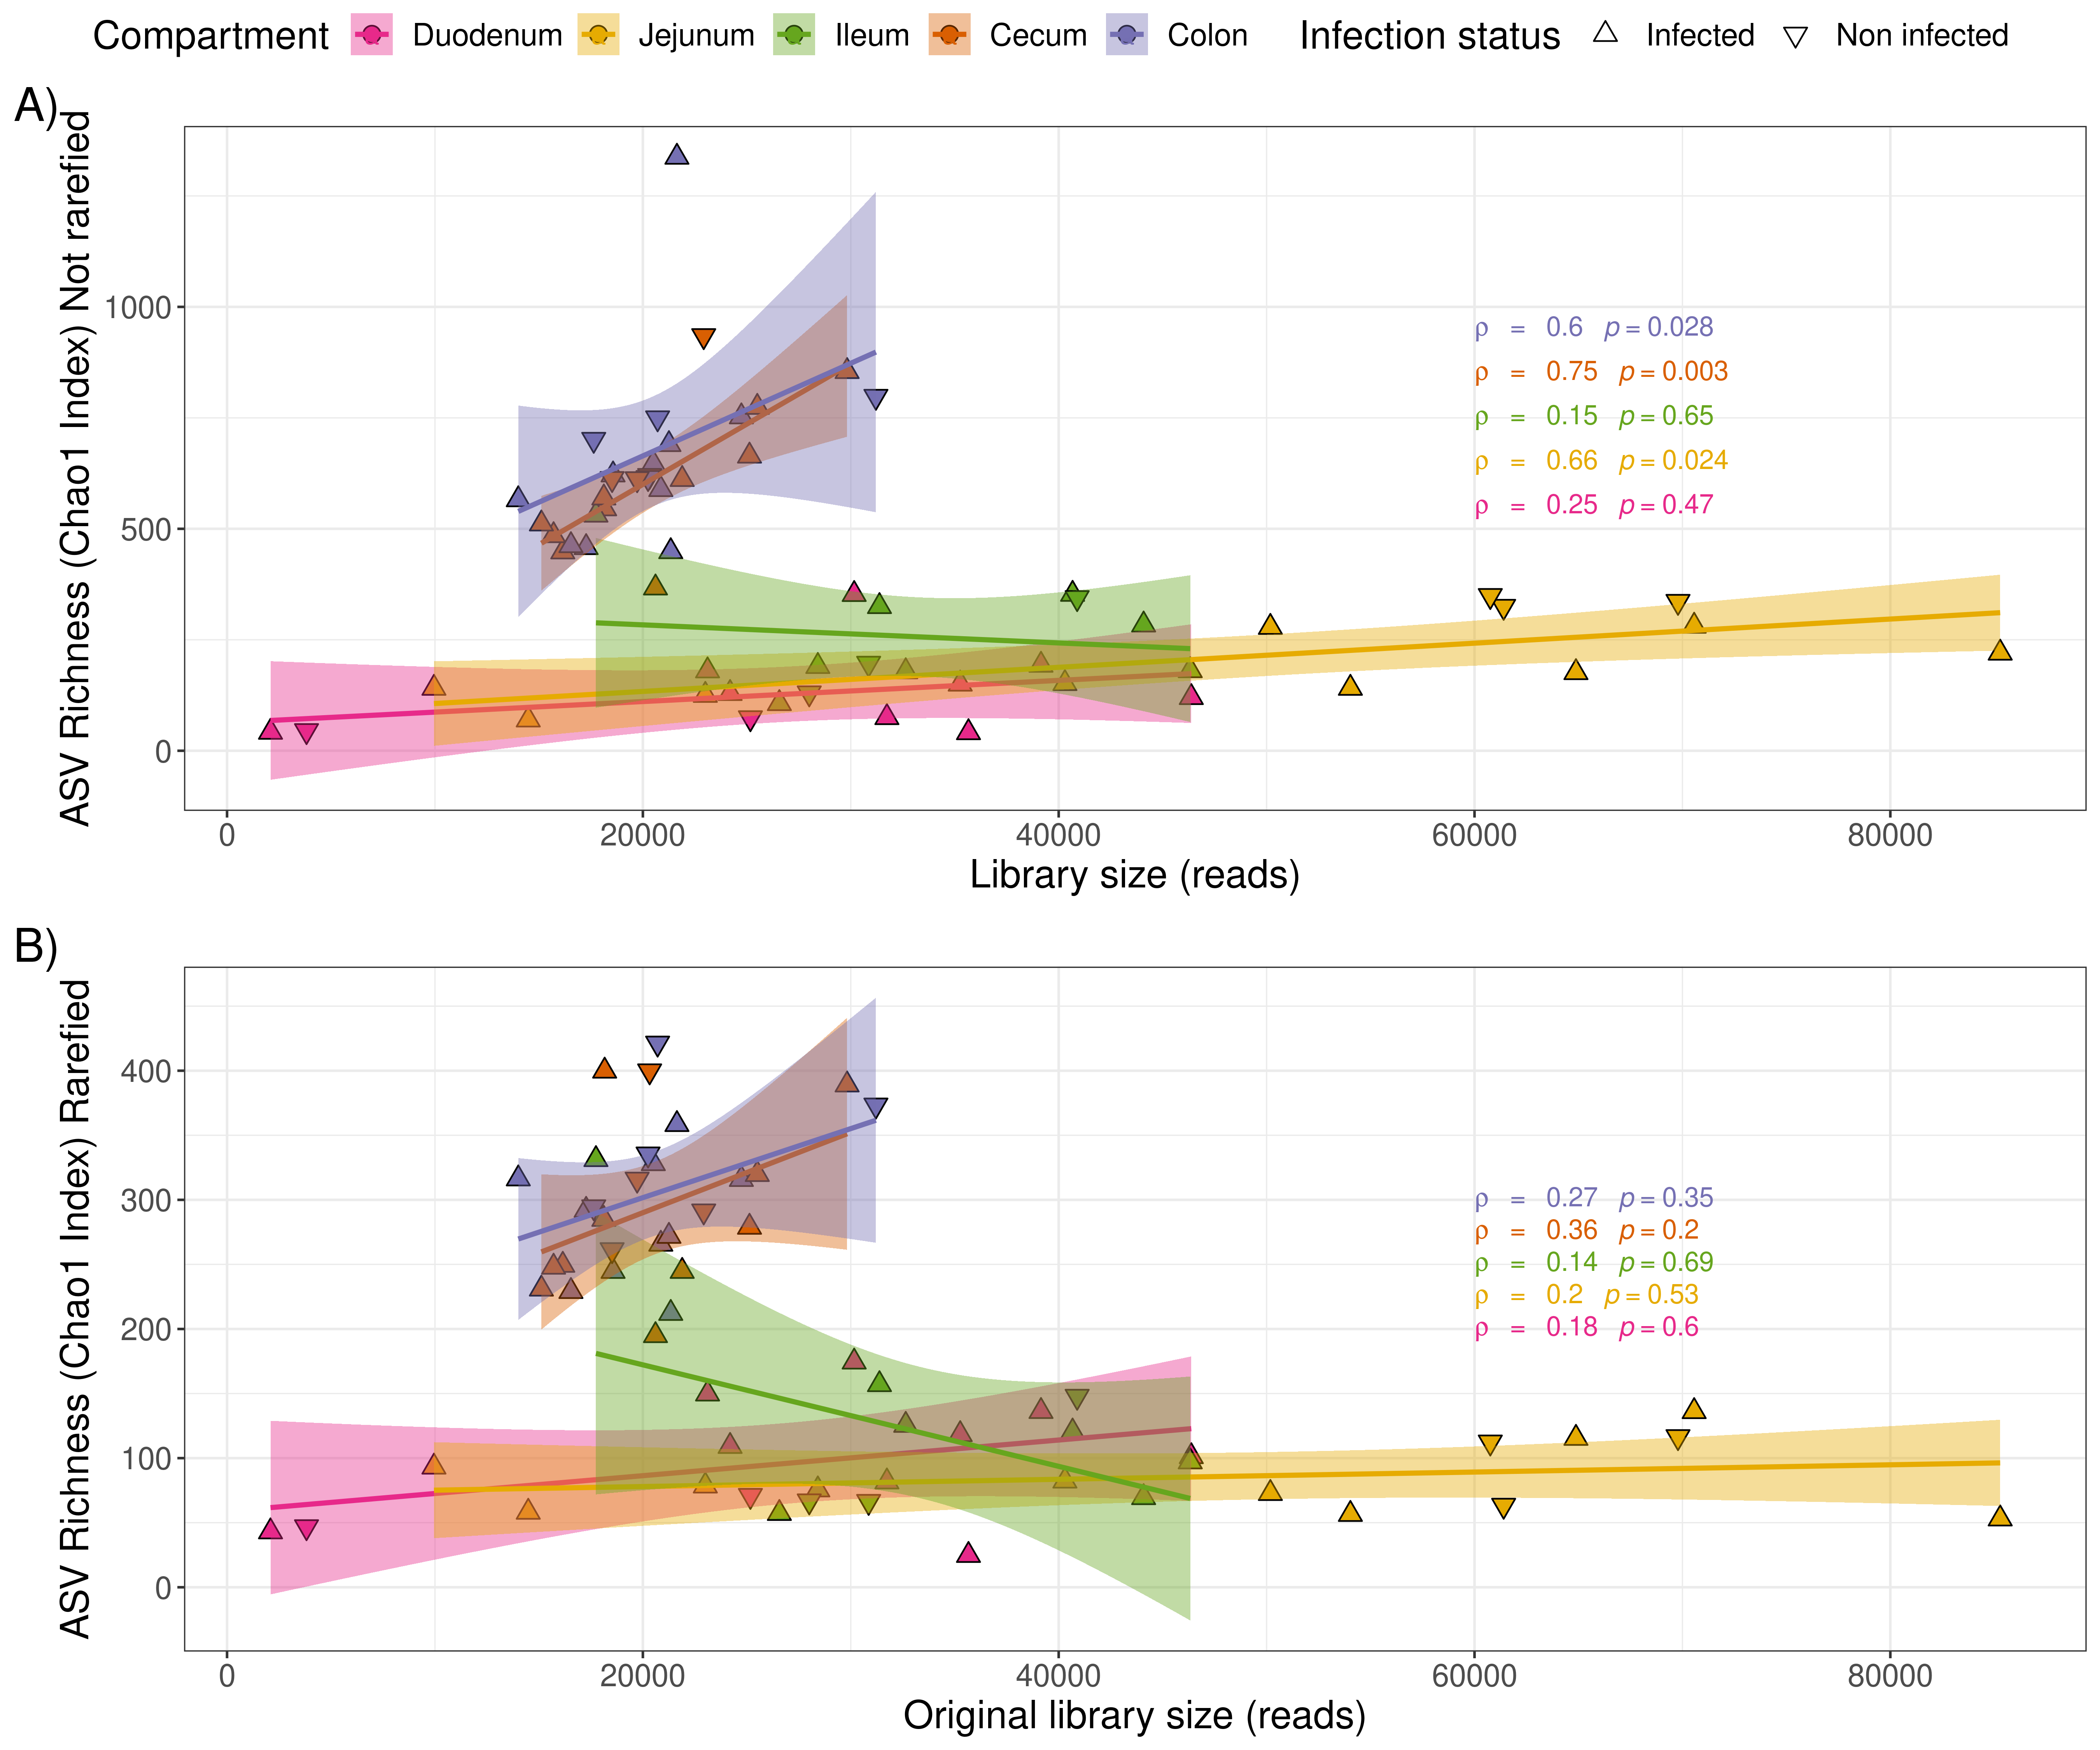 Compartment Duodenum Jejunum Ileum Cecum Colon Infection status Infected Non infected
A)
ASV Richness (Chao1 Index) Not rarefied
1000
500
0
ρ = 0.6 p = 0.028
ρ = 0.75 p = 0.003
ρ = 0.15 p = 0.65
ρ = 0.66 p = 0.024
ρ = 0.25 p = 0.47
0 20000 40000 60000 80000
Library size (reads)
B)
ASV Richness (Chao1 Index) Rarefied
400
300
200
100
0
ρ = 0.27 p = 0.35
ρ = 0.36 p = 0.2
ρ = 0.14 p = 0.69
ρ = 0.2 p = 0.53
ρ = 0.18 p = 0.6
0 20000 40000 60000 80000
Original library size (reads)